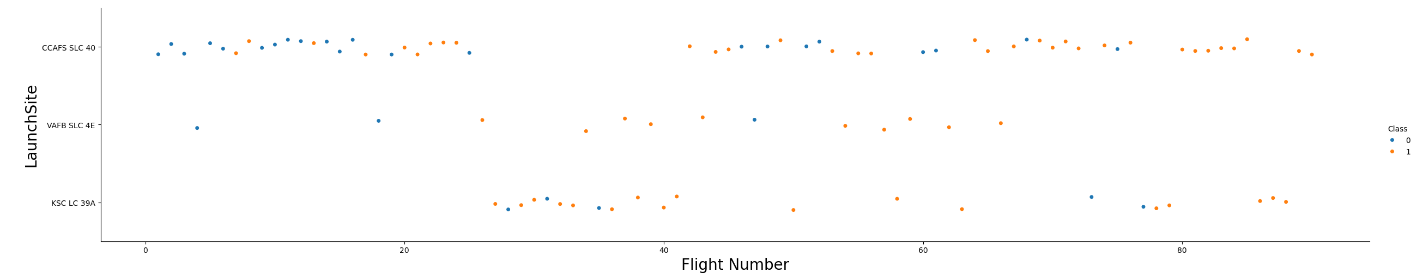 CCAFS SLC 40
VAFB SLC 4E
KSC LC 39A
LaunchSite
0 20 40 60 80
Flight Number
Class
0
1